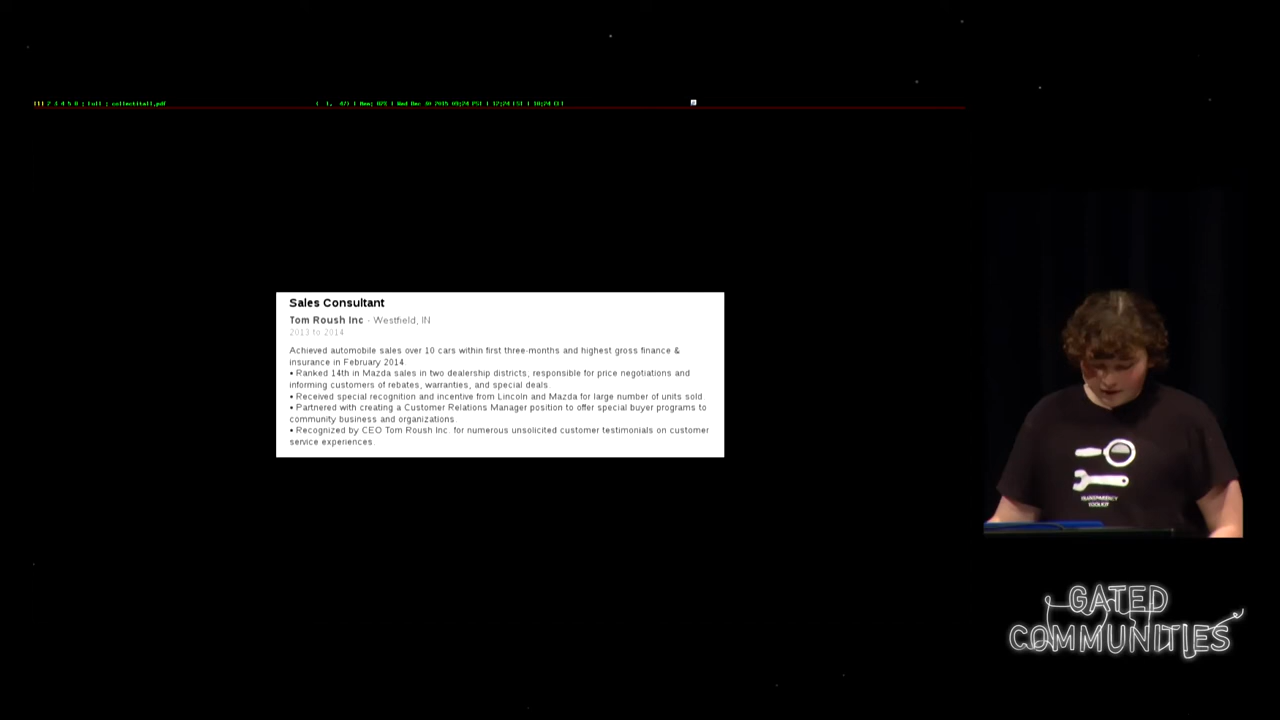 collectitall.pdf
Sales Consultant
Tom Roush Inc - Westfield, IN
2013 to 2014
Achieved automobile sales over 10 cars within first three-months and highest gross finance &
insurance in February 2014.
• Ranked 14th in Mazda sales in two dealership districts, responsible for price negotiations and
informing customers of rebates, warranties, and special deals.
• Received special recognition and incentive from Lincoln and Mazda for large number of units sold.
• Partnered with creating a Customer Relations Manager position to offer special buyer programs to
community business and organizations.
• Recognized by CEO Tom Roush Inc. for numerous unsolicited customer testimonials on customer
service experiences.
TRANSPARENCY
TOOLKIT
GATED
COMMUNITIES